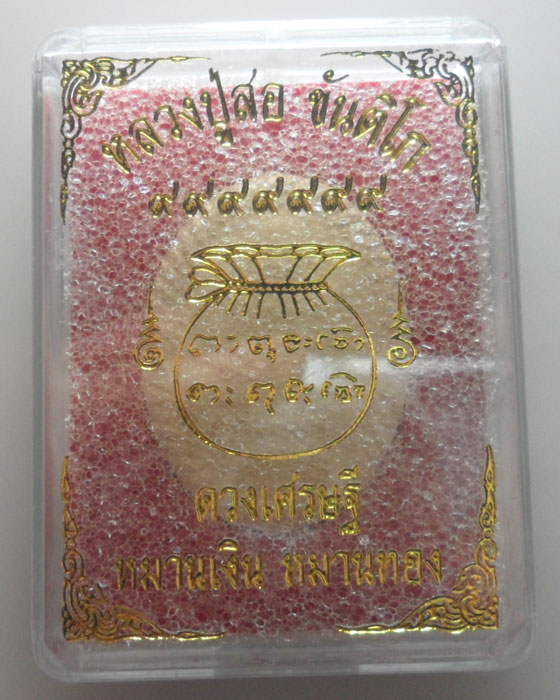 หลวงปู่สอ ขันติโก
๙๙๙๙๙๙๙
ดวงเศรษฐี
หมานเงิน หมานทอง